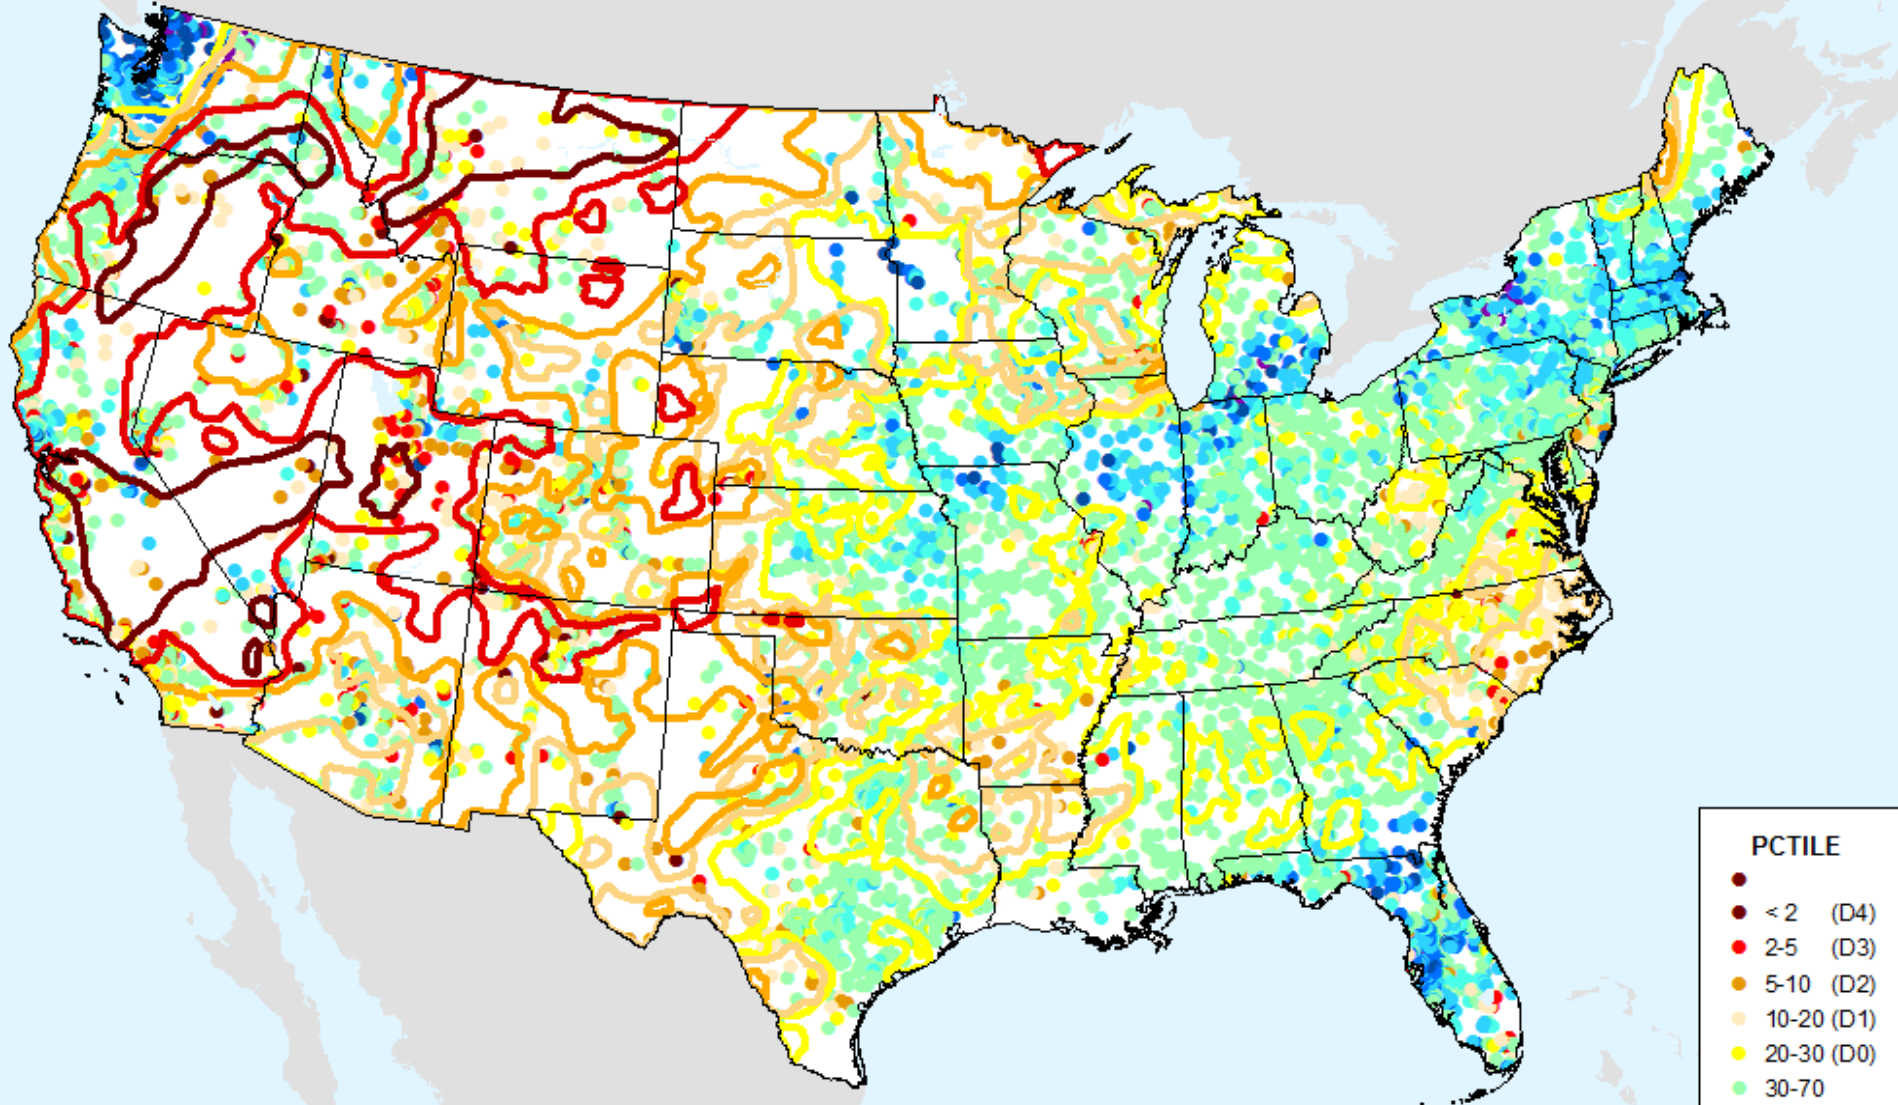 PCTILE
< 2 (D4)
2-5 (D3)
5-10 (D2)
10-20 (D1)
20-30 (D0)
30-70